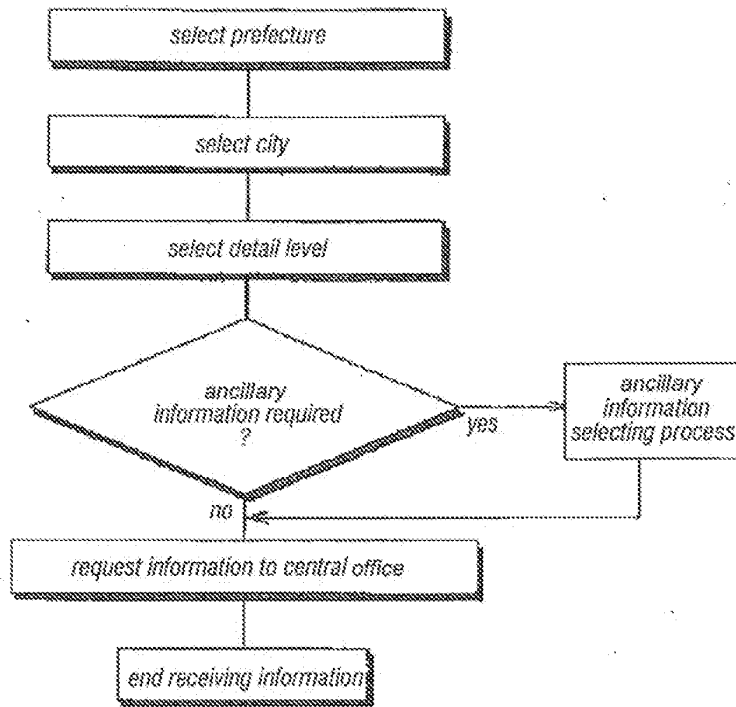 select prefecture
select city
select detail level
ancillary
information required
?
yes
ancillary
information
selecting process
no
request information to central office
end receiving information